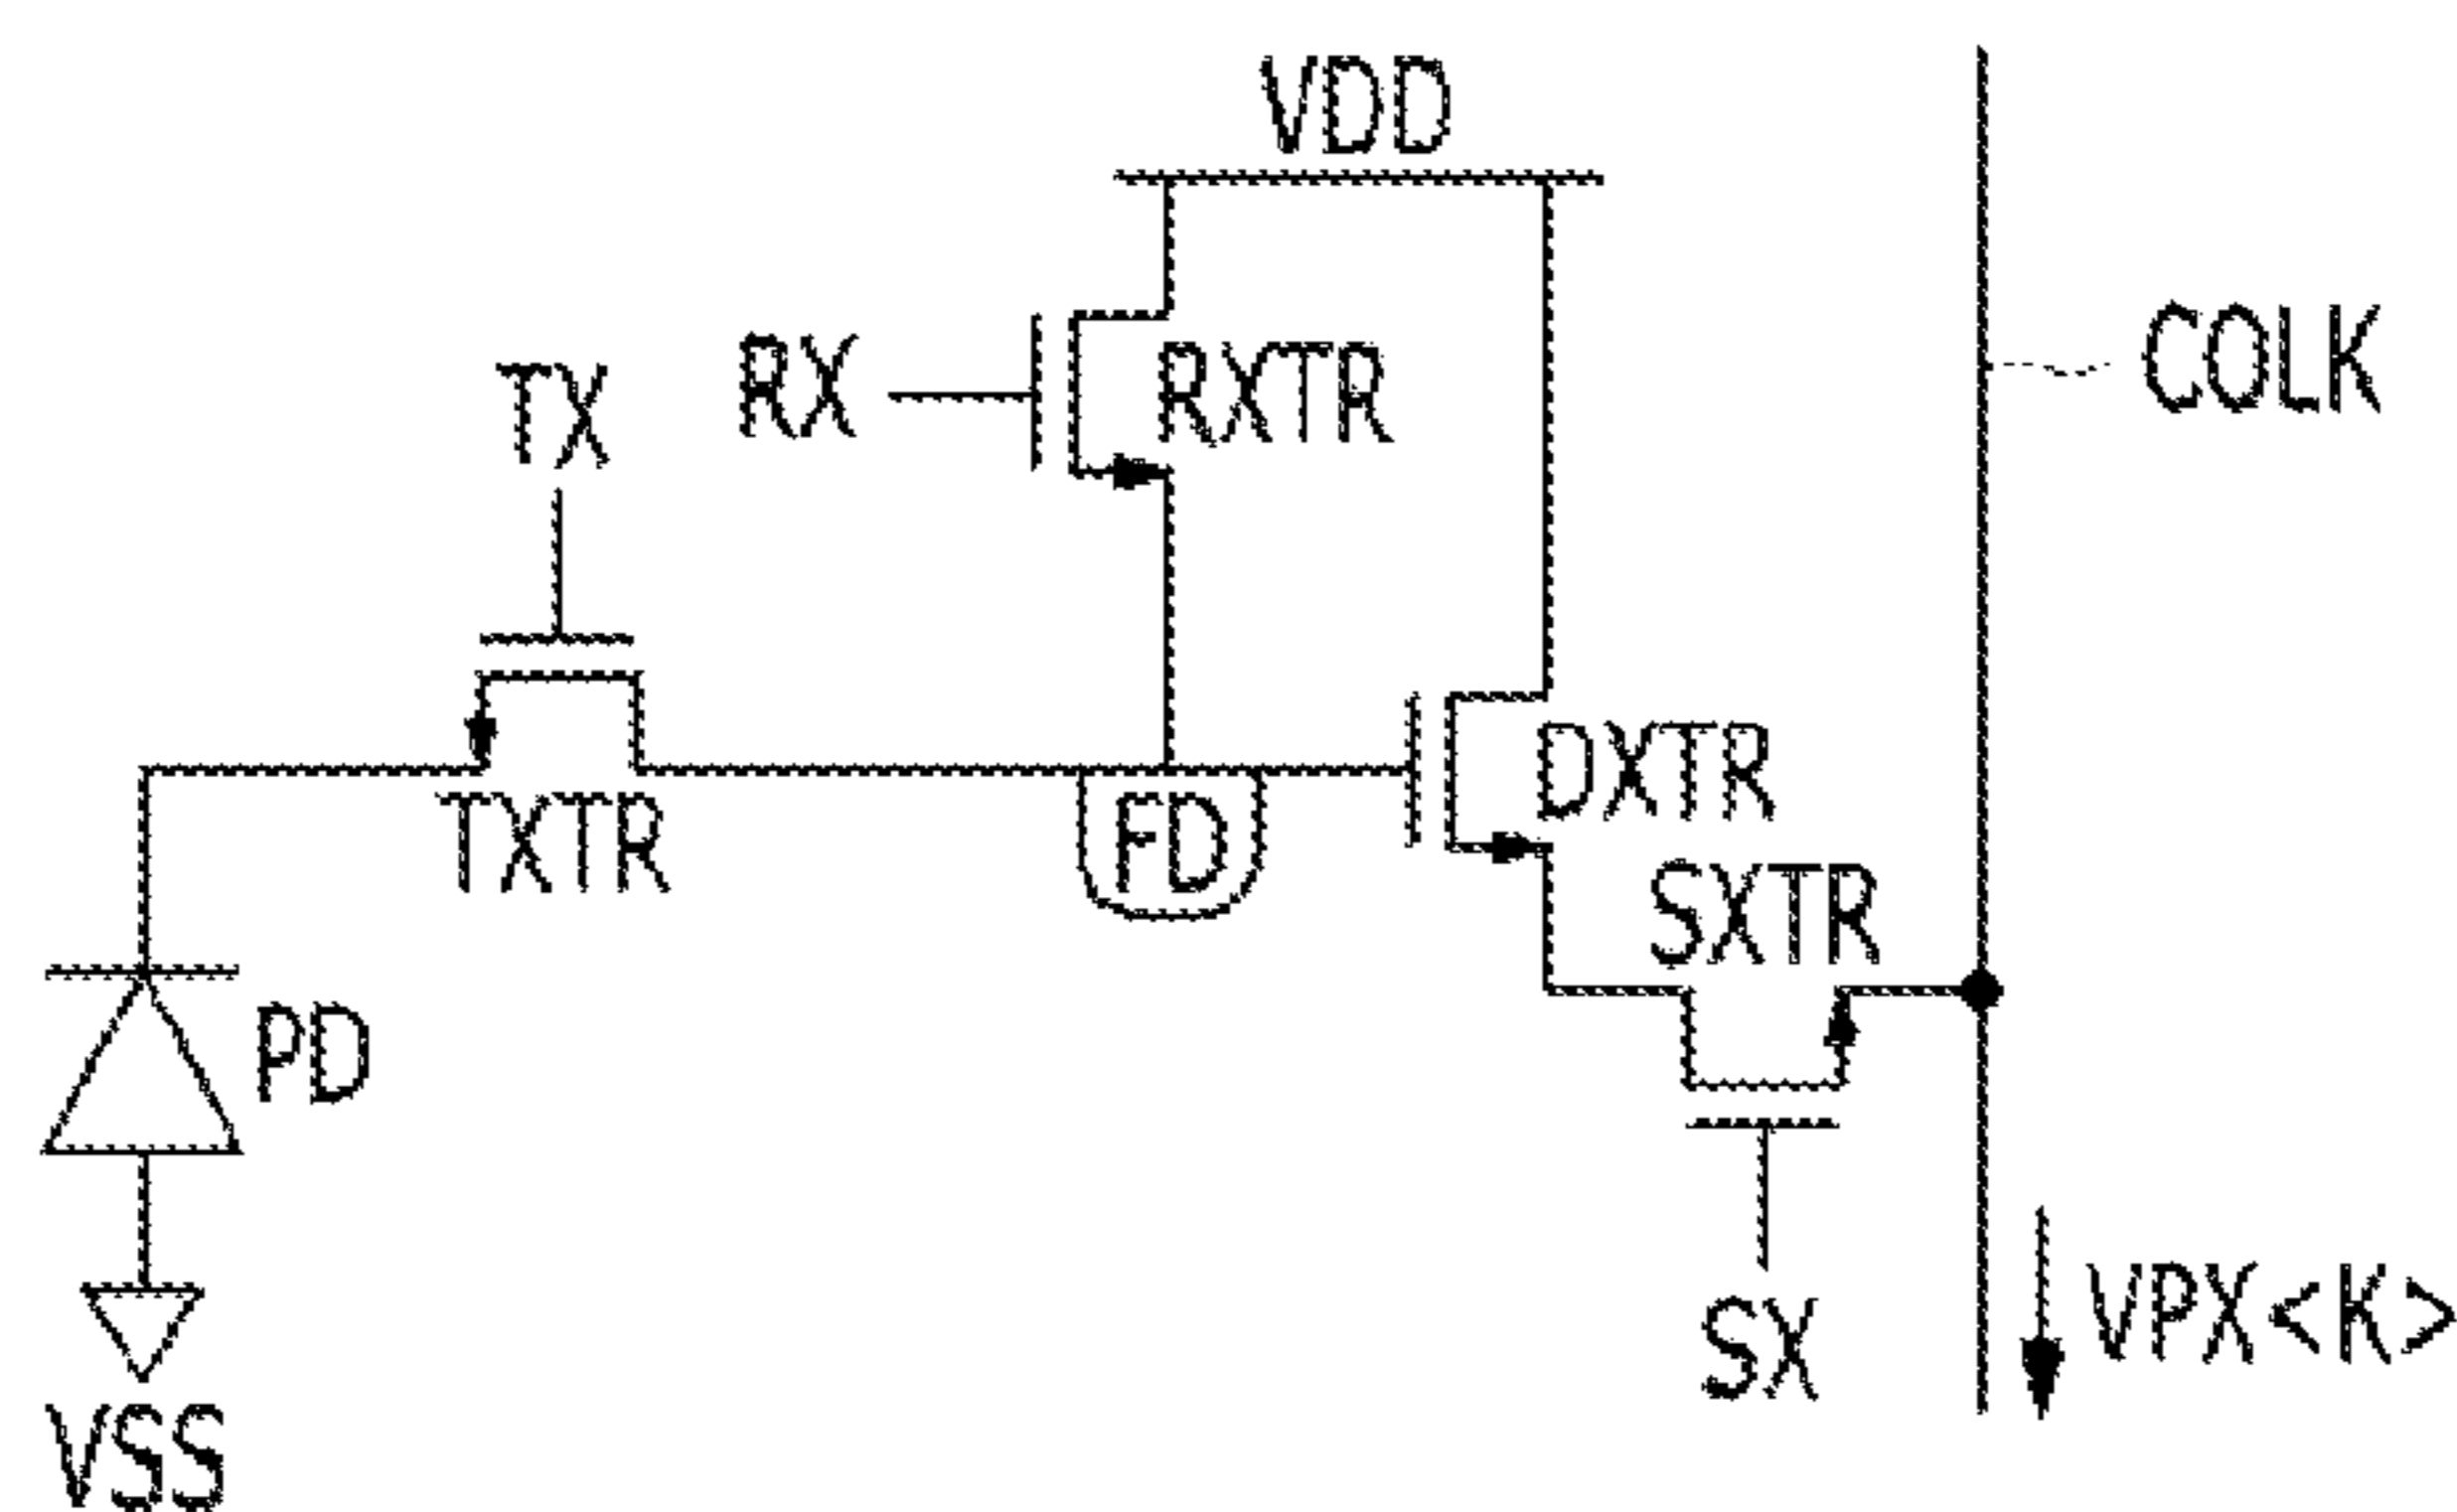 VDD
TX
RX
RXTR
COLK
TXTR
FD
DXTR
SXTR
PD
SX
VPX<K>
VSS